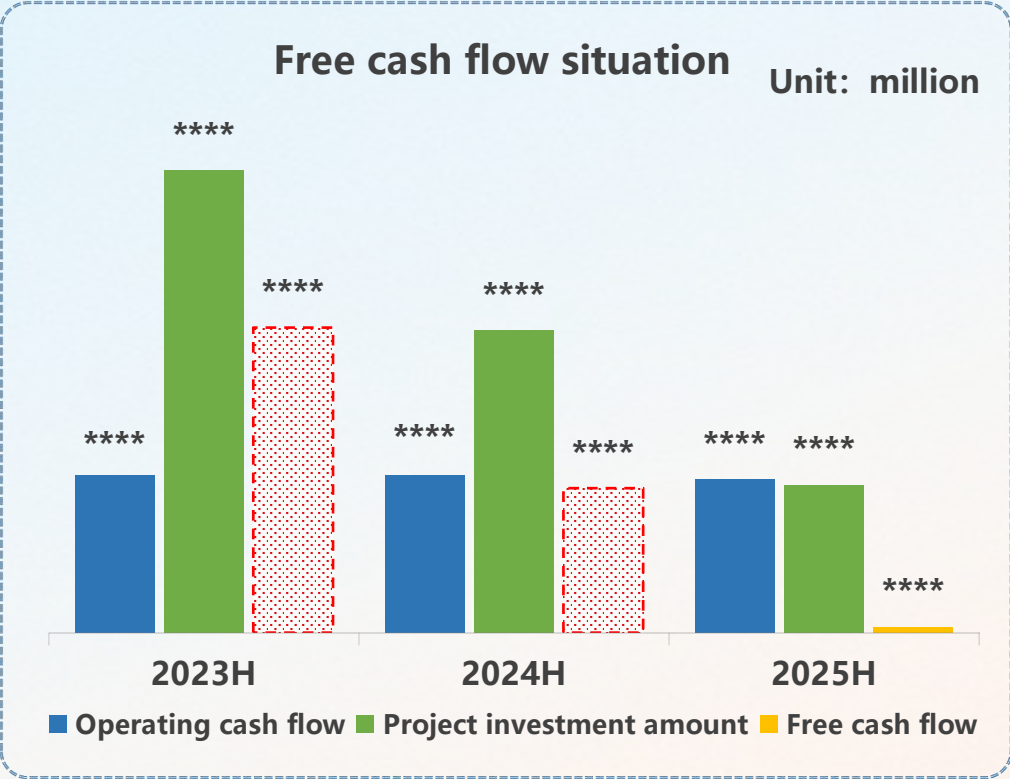 Free cash flow situation
Unit：million
****
****
****
****
****
****
****
****
****
2023H
2024H
2025H
Operating cash flow
Project investment amount
Free cash flow